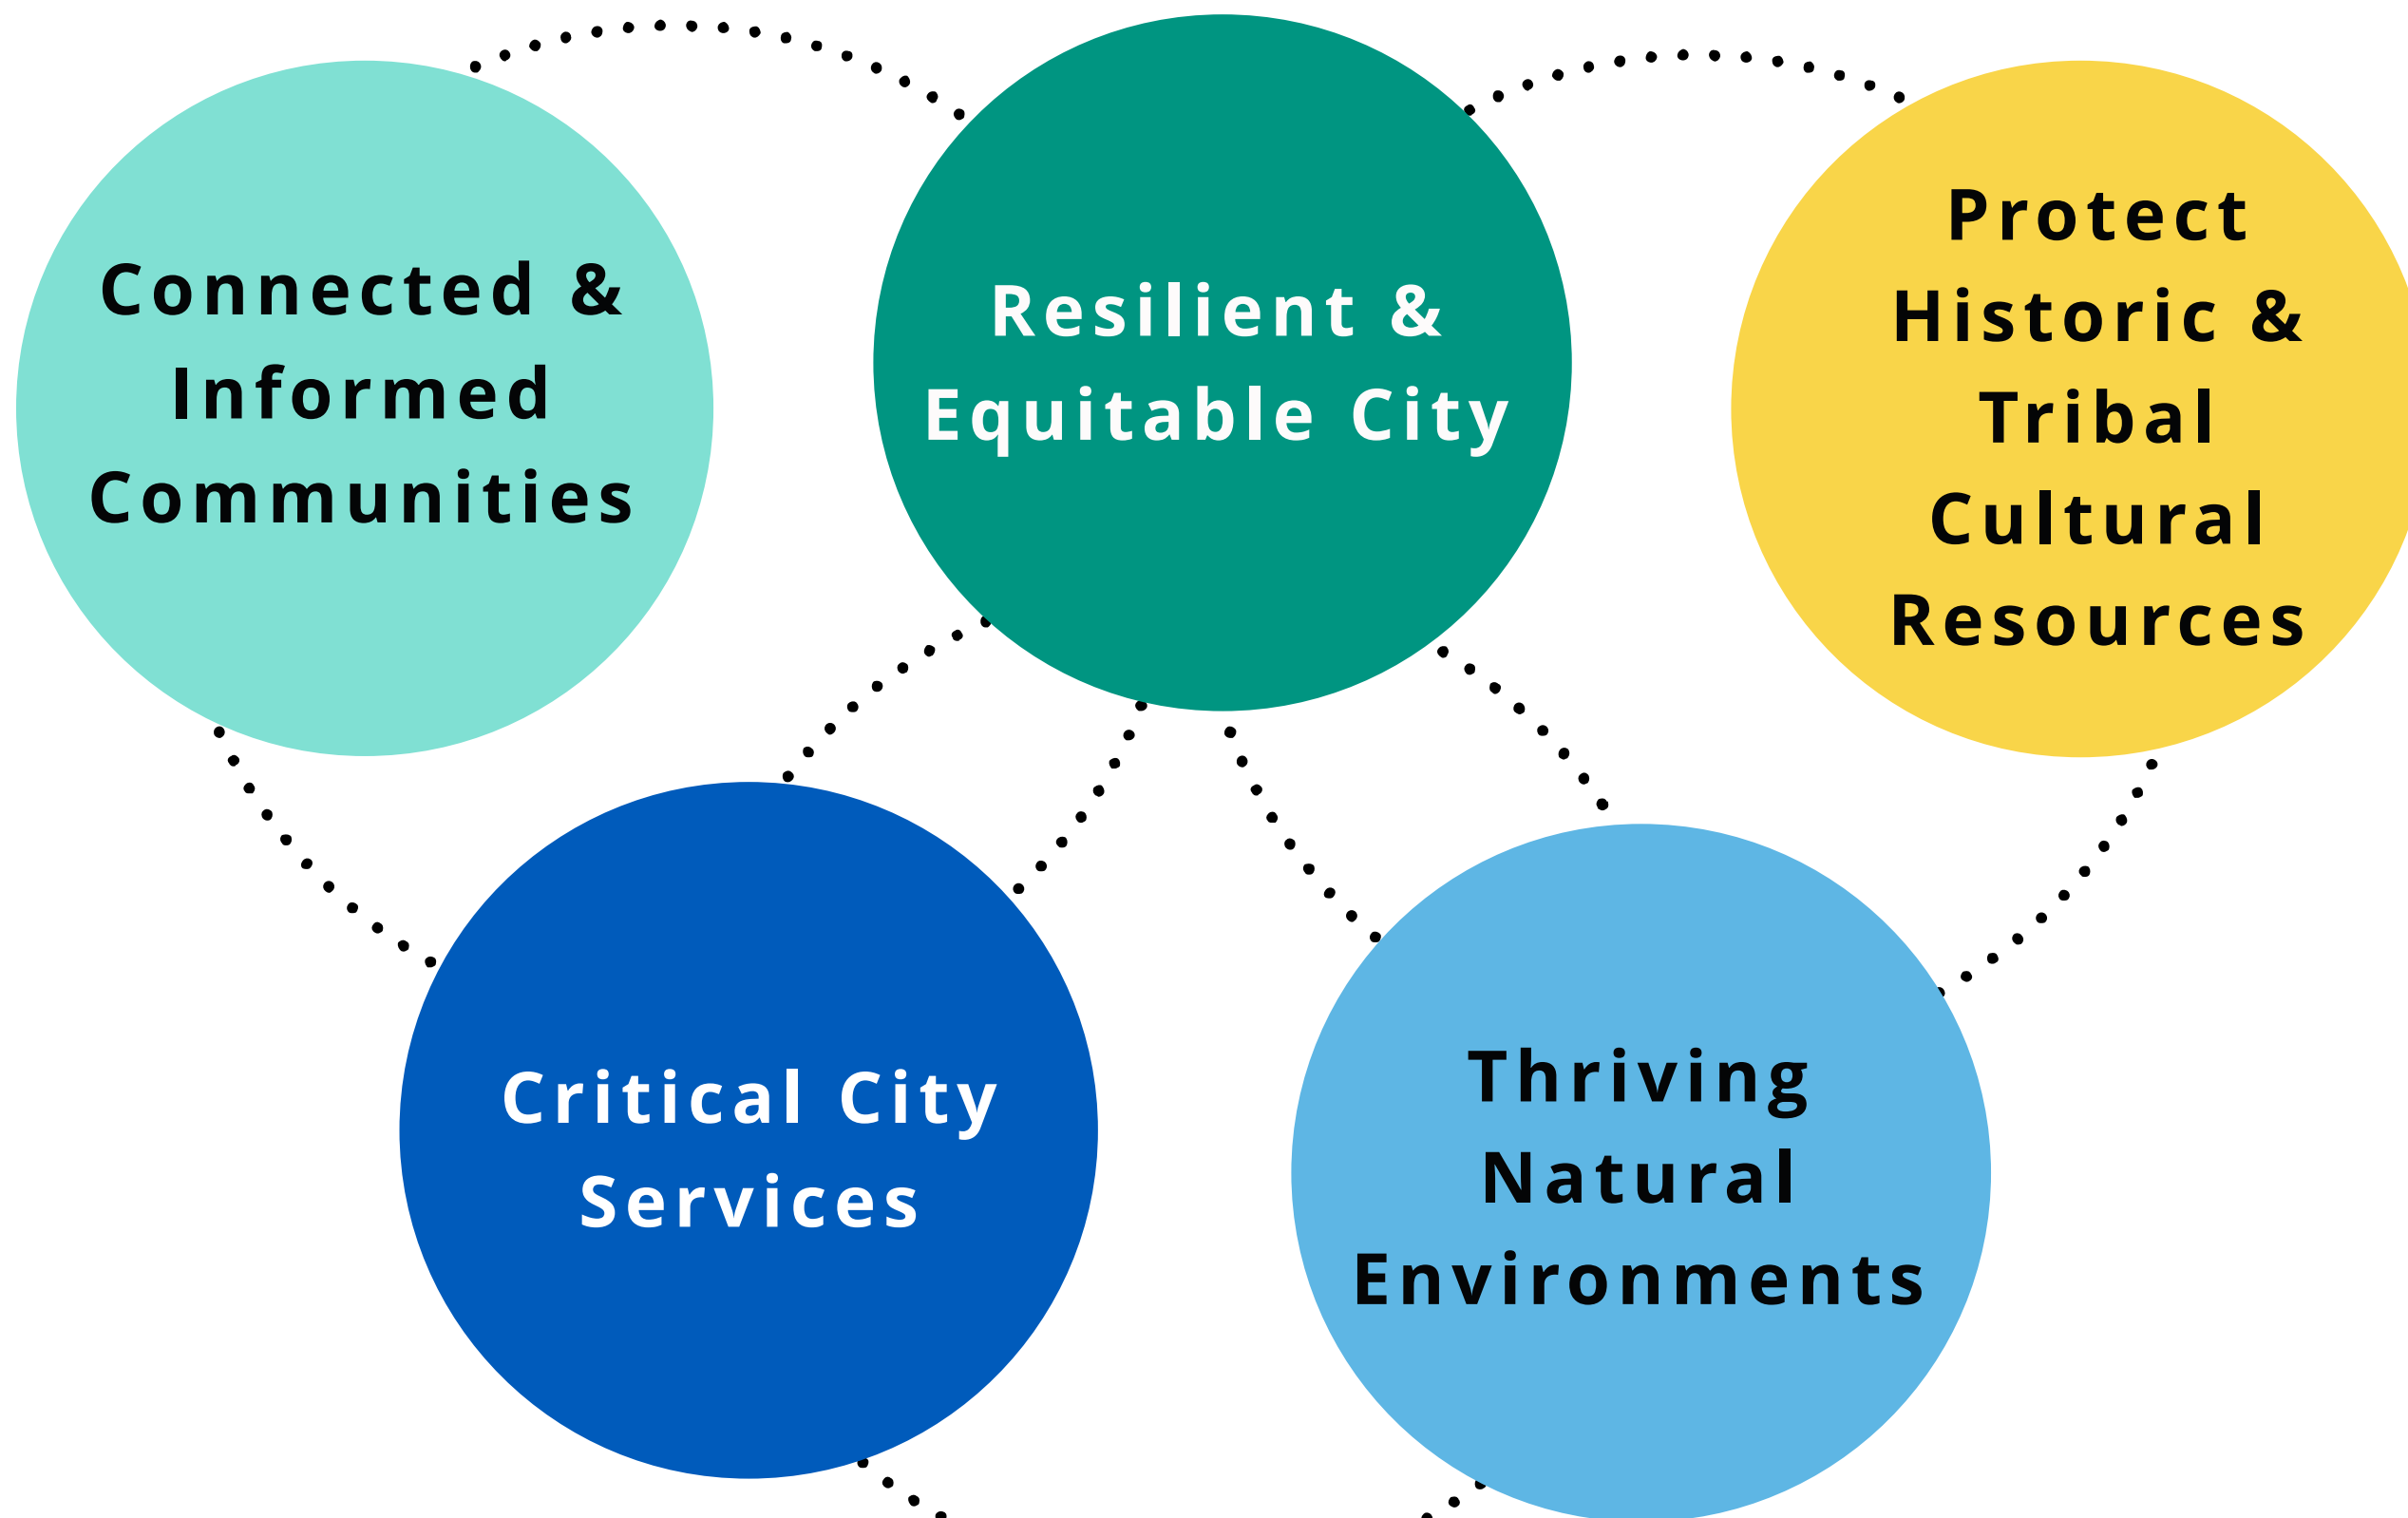 Connected &
Informed
Communities
Resilient &
Equitable City
Protect
Historic &
Tribal
Cultural
Resources
Critical City
Services
Thriving
Natural
Environments